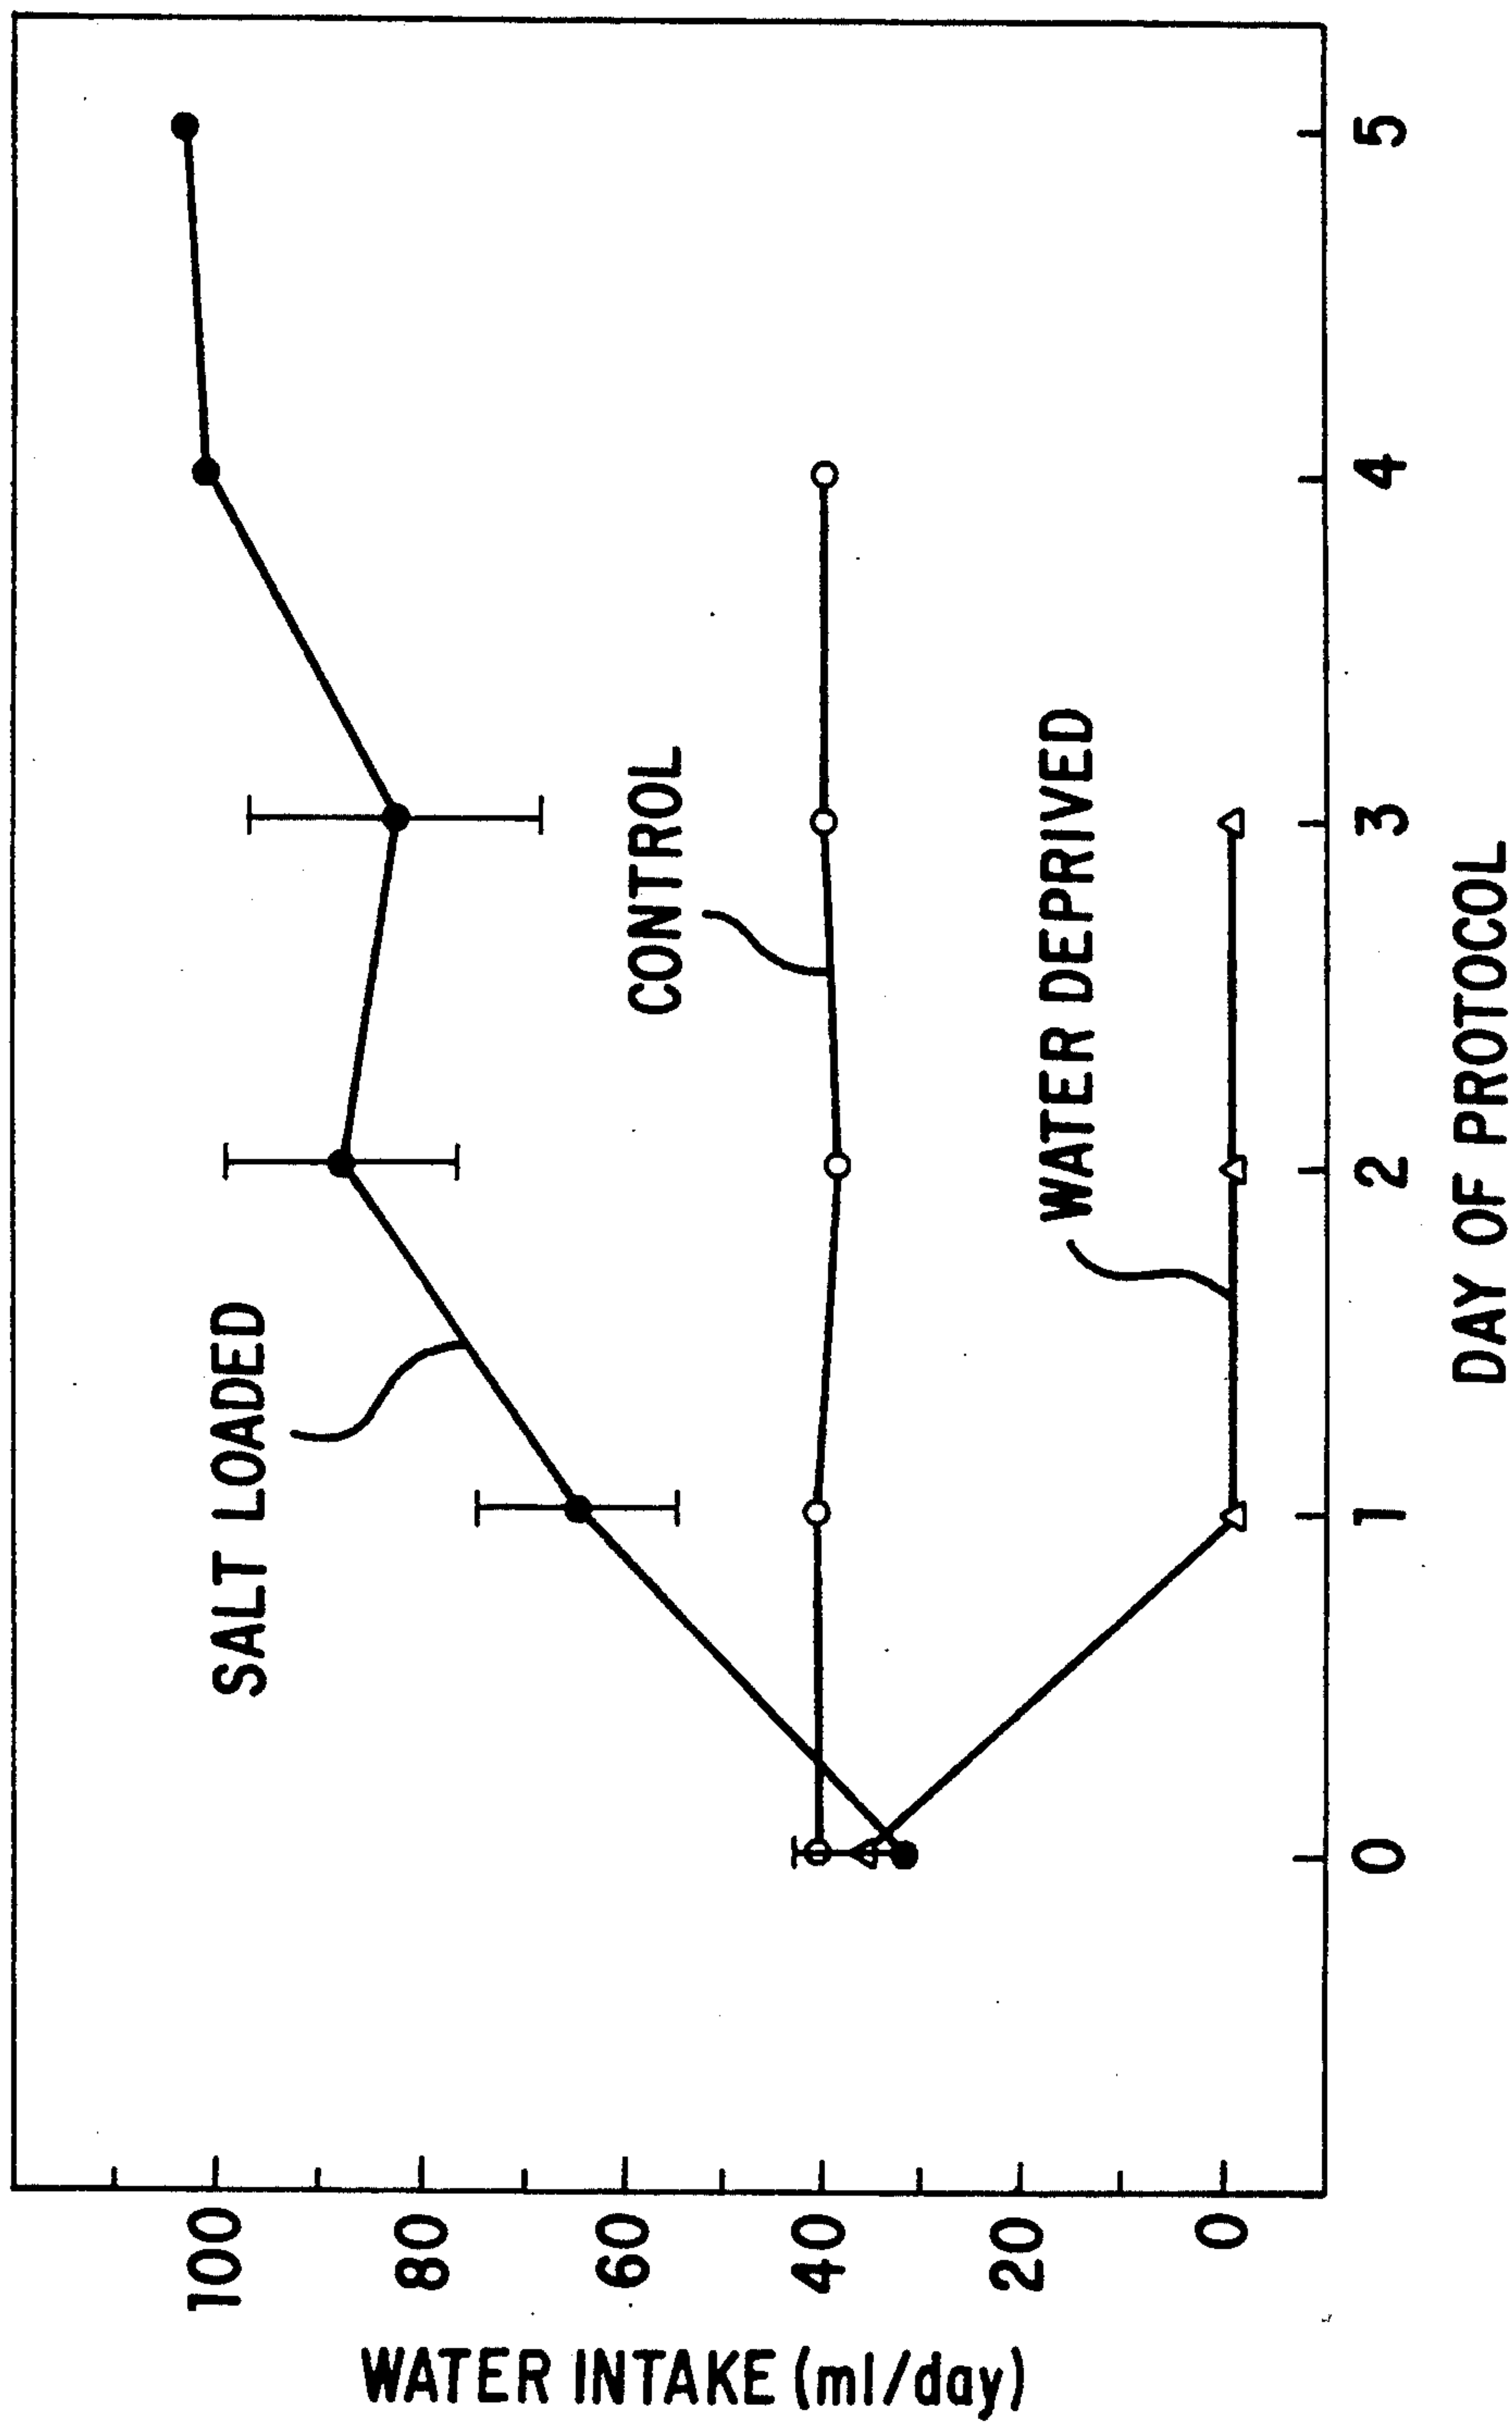 SALT LOADED
CONTROL
WATER DEPRIVED
WATER INTAKE (ml/day)
100
80
60
40
20
0
0
1
2
3
4
5
DAY OF PROTOCOL